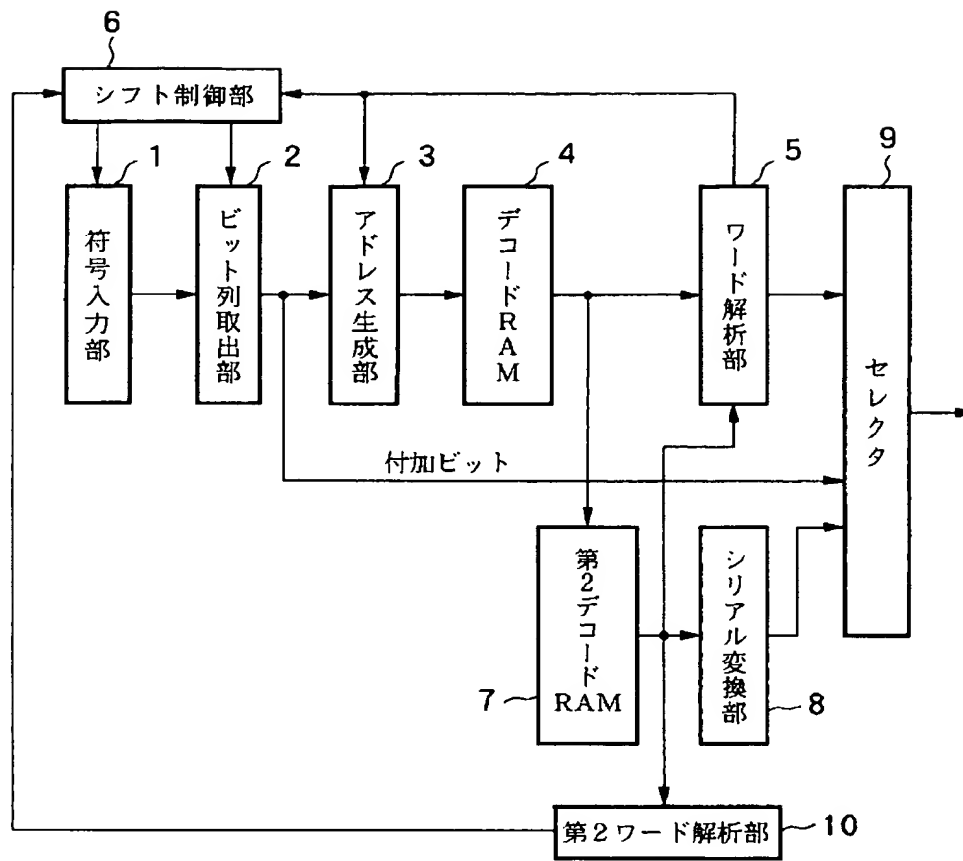 6
シフト制御部
1
2
3
4
5
9
符号入力部
ビット列取出部
アドレス生成部
デコードRAM
ワード解析部
セレクタ
付加ビット
第2デコード
RAM
7
シリアル変換部
8
第2ワード解析部
10